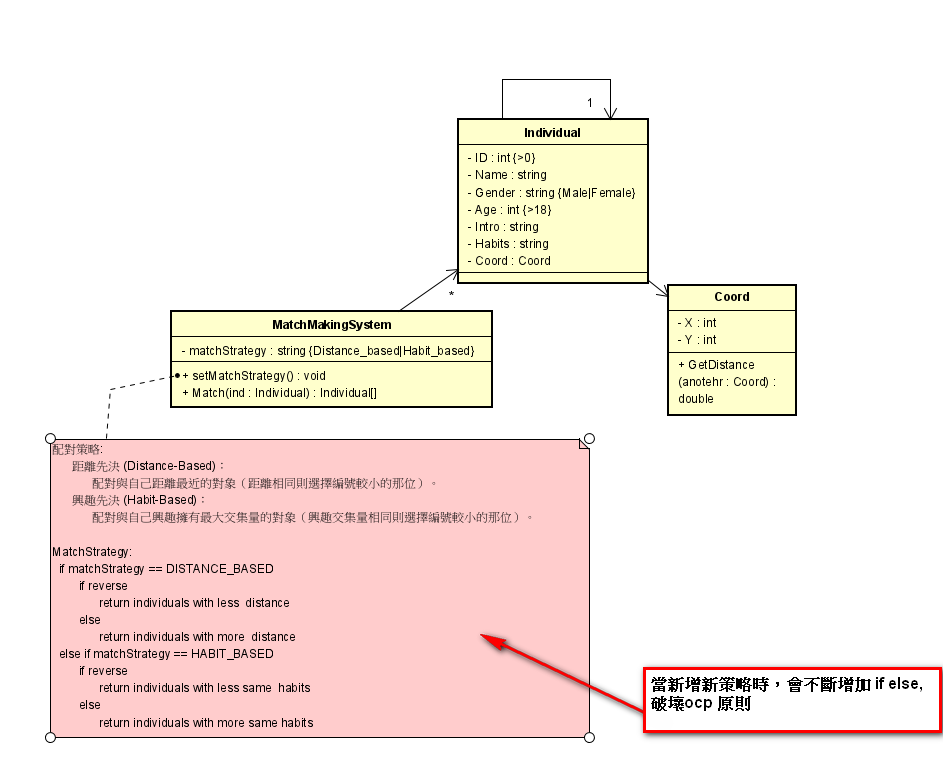 1
Individual
- ID : int {>0}
- Name : string
- Gender : string {Male|Female}
- Age : int {>18}
- Intro : string
- Habits : string
- Coord : Coord
*
Coord
- X : int
- Y : int
+ GetDistance
(anotehr : Coord) :
double
MatchMakingSystem
- matchStrategy : string {Distance_based|Habit_based}
+ setMatchStrategy() : void
+ Match(ind : Individual) : Individual[]
配對策略:
距離先決 (Distance-Based)：
配對與自己距離最近的對象（距離相同則選擇編號較小的那位）。
興趣先決 (Habit-Based)：
配對與自己興趣擁有最大交集量的對象（興趣交集量相同則選擇編號較小的那位）。
MatchStrategy:
if matchStrategy == DISTANCE_BASED
if reverse
return individuals with less distance
else
return individuals with more distance
else if matchStrategy == HABIT_BASED
if reverse
return individuals with less same habits
else
return individuals with more same habits
當新增新策略時，會不斷增加 if else,
破壞ocp 原則